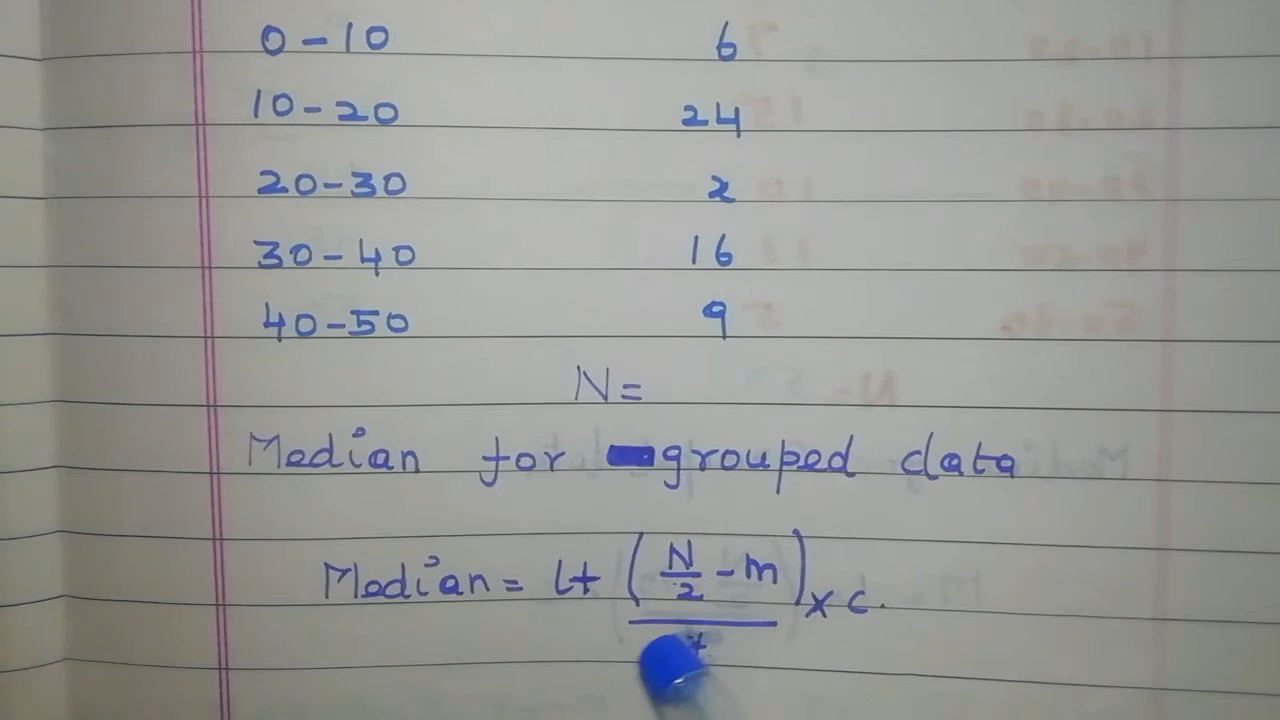 0-10 6
10-20 24
20-30 2
30-40 16
40-50 9
N=
Median for grouped data
Median = l+ (N/2 - m) / f × c.